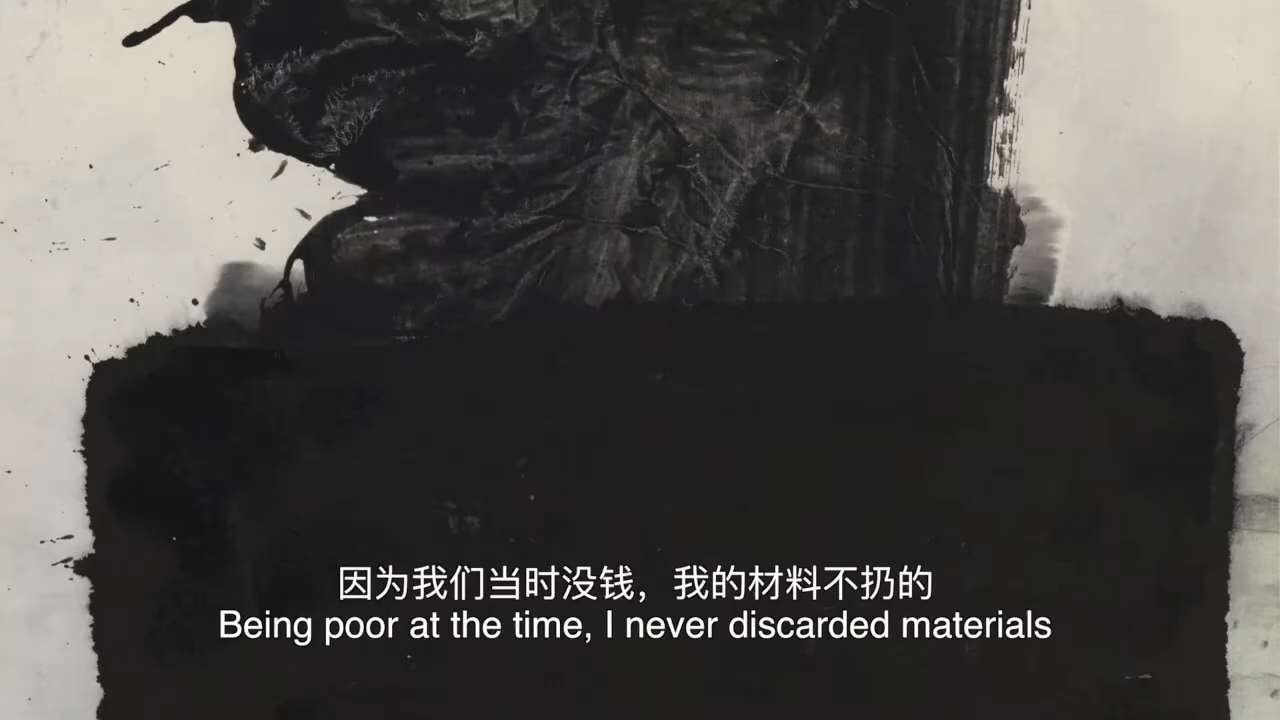 因为我们当时没钱，我的材料不扔的
Being poor at the time, I never discarded materials